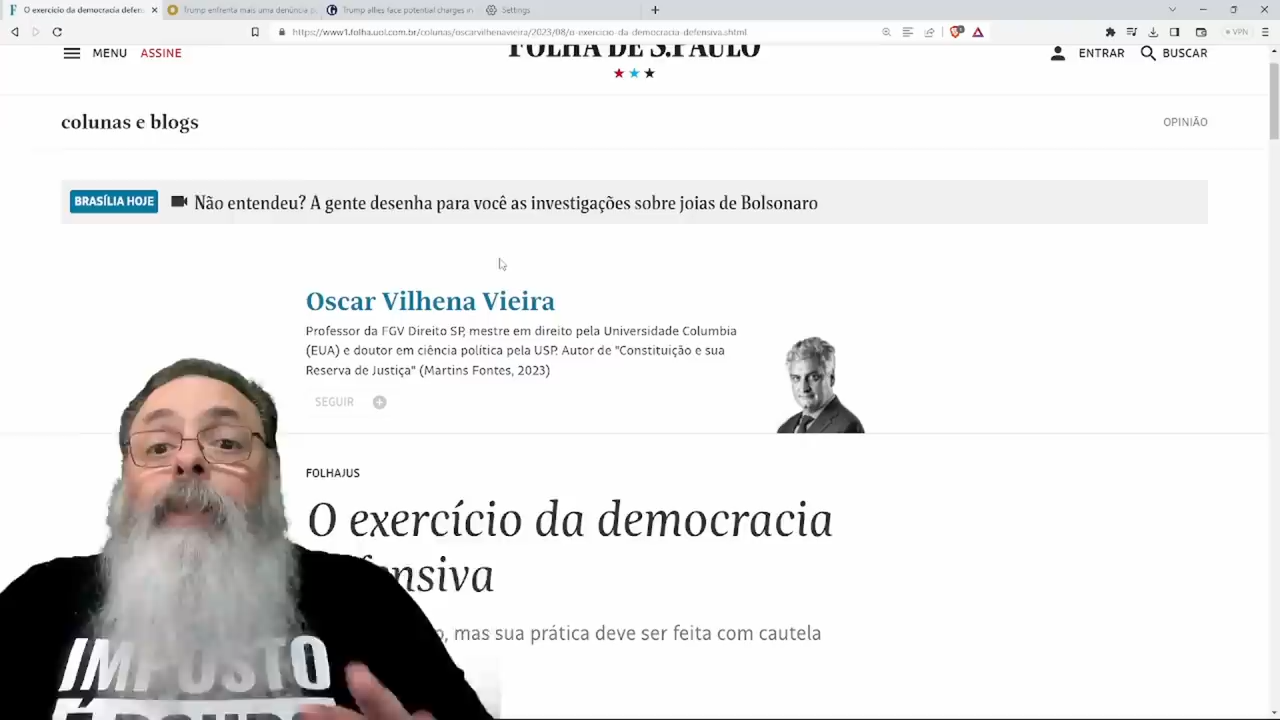 O exercício da democracia defen
Trump enfrenta mais uma denúncia p
Trump allies face potential charges in
Settings
https://www1.folha.uol.com.br/colunas/oscarvilhenavieira/2023/08/o-exercicio-da-democracia-defensiva.shtml
VPN
MENU
ASSINE
FOLHA DE S.PAULO
ENTRAR
BUSCAR
colunas e blogs
OPINIÃO
BRASÍLIA HOJE
Não entendeu? A gente desenha para você as investigações sobre joias de Bolsonaro
Oscar Vilhena Vieira
Professor da FGV Direito SP, mestre em direito pela Universidade Columbia
(EUA) e doutor em ciência política pela USP. Autor de "Constituição e sua
Reserva de Justiça" (Martins Fontes, 2023)
SEGUIR
FOLHAJUS
O exercício da democracia
ensiva
, mas sua prática deve ser feita com cautela
IMPOSTO
É